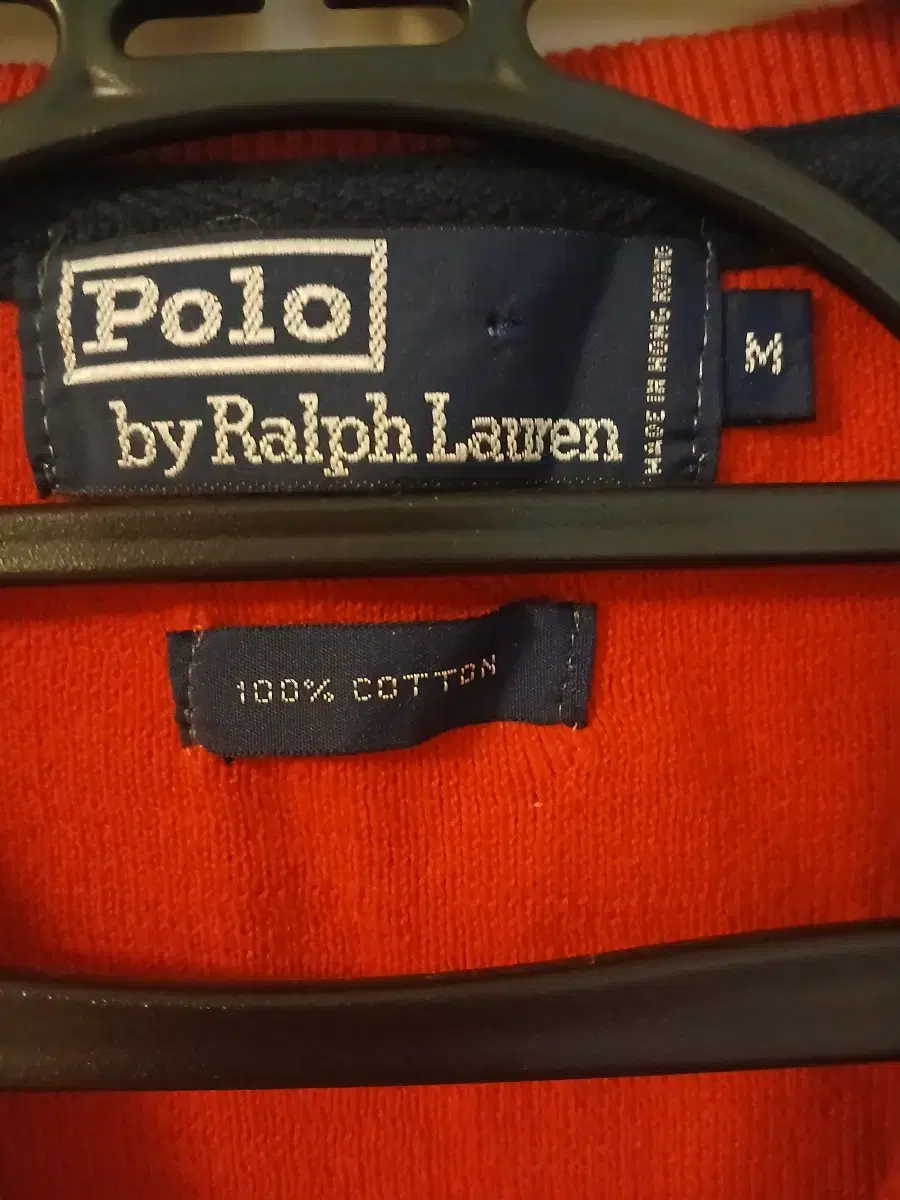 Polo
by Ralph Lauren
MADE IN HONG KONG
M
100% COTTON